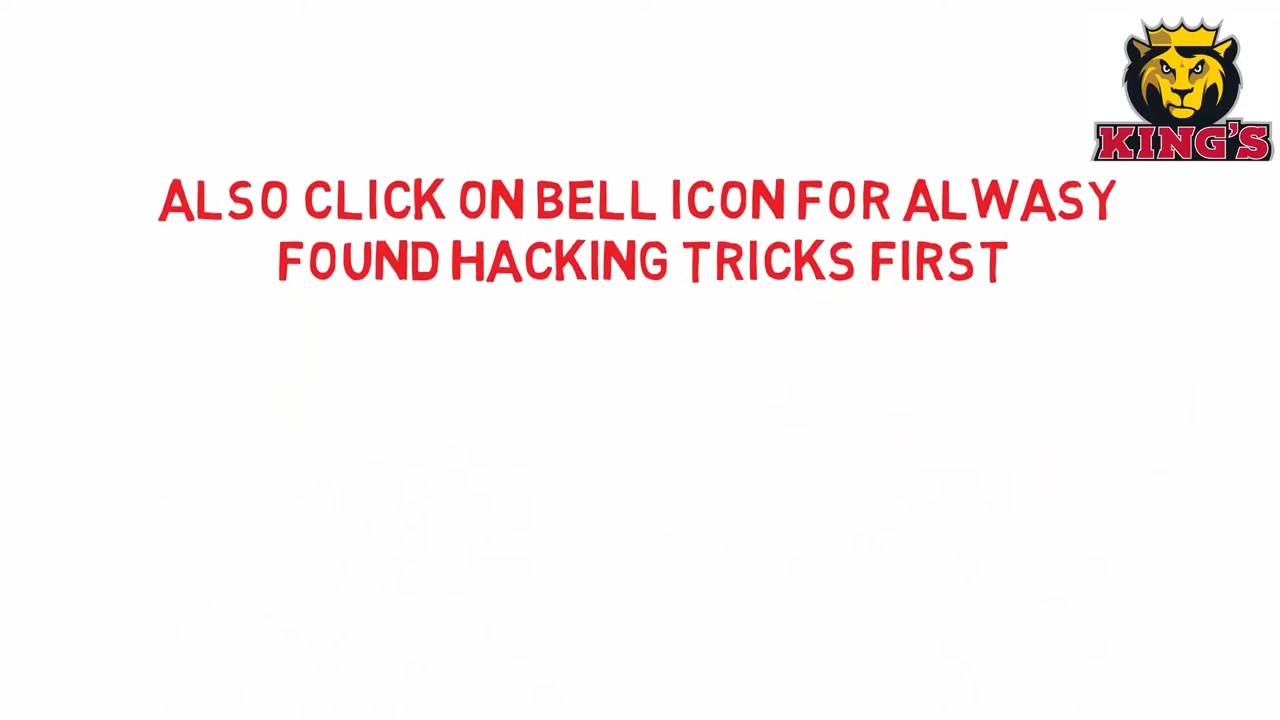 KING'S
ALSO CLICK ON BELL ICON FOR ALWASY
FOUND HACKING TRICKS FIRST